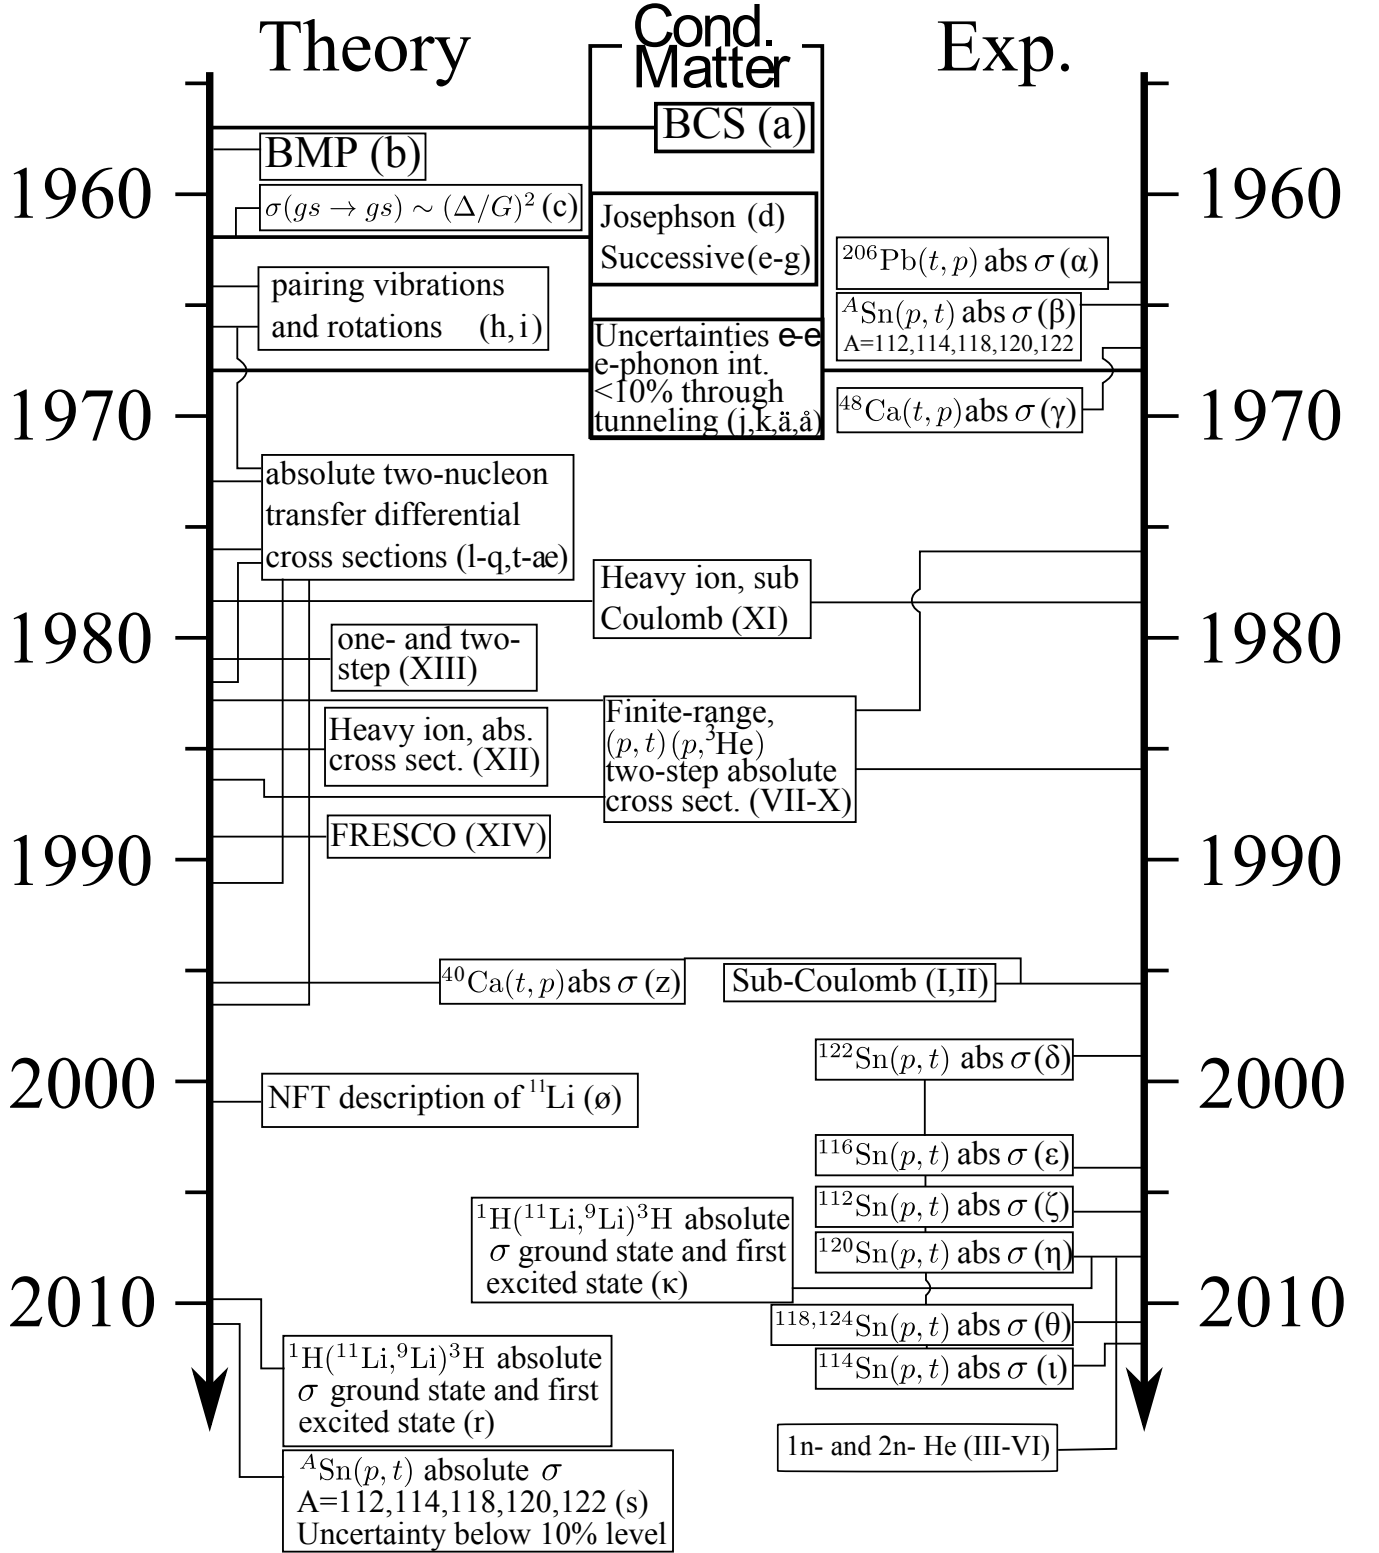 Theory
Cond.
Matter
Exp.
BCS (a)
BMP (b)
1960
σ(gs → gs) ∼ (Δ/G)² (c)
Josephson (d)
Successive (e-g)
1960
²⁰⁶Pb(t, p) abs σ (α)
pairing vibrations
and rotations (h, i)
ᴬSn(p, t) abs σ (β)
A=112,114,118,120,122
Uncertainties e-e
e-phonon int.
<10% through
tunneling (j,k,ä,å)
1970
⁴⁸Ca(t, p) abs σ (γ)
1970
absolute two-nucleon
transfer differential
cross sections (l-q,t-ae)
Heavy ion, sub
Coulomb (XI)
1980
one- and two-
step (XIII)
1980
Finite-range,
(p, t) (p,³He)
two-step absolute
cross sect. (VII-X)
Heavy ion, abs.
cross sect. (XII)
FRESCO (XIV)
1990
1990
⁴⁰Ca(t, p) abs σ (z)
Sub-Coulomb (I,II)
¹²²Sn(p, t) abs σ (δ)
2000
NFT description of ¹¹Li (ø)
2000
¹¹⁶Sn(p, t) abs σ (ε)
¹¹²Sn(p, t) abs σ (ζ)
¹H(¹¹Li,⁹Li)³H absolute
σ ground state and first
excited state (κ)
¹²⁰Sn(p, t) abs σ (η)
2010
2010
¹¹⁸,¹²⁴Sn(p, t) abs σ (θ)
¹¹⁴Sn(p, t) abs σ (ι)
¹H(¹¹Li,⁹Li)³H absolute
σ ground state and first
excited state (r)
1n- and 2n- He (III-VI)
ᴬSn(p, t) absolute σ
A=112,114,118,120,122 (s)
Uncertainty below 10% level